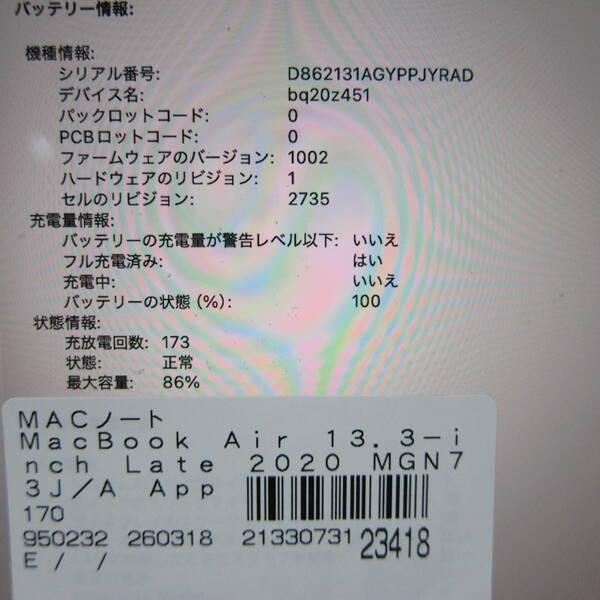 バッテリー情報:
機種情報:
シリアル番号: D862131AGYPPJYRAD
デバイス名: bq20z451
パックロットコード: 0
PCBロットコード: 0
ファームウェアのバージョン: 1002
ハードウェアのリビジョン: 1
セルのリビジョン: 2735
充電量情報:
バッテリーの充電量が警告レベル以下: いいえ
フル充電済み: はい
充電中: いいえ
バッテリーの状態 (%): 100
状態情報:
充放電回数: 173
状態: 正常
最大容量: 86%
MACノート
MacBook Air 13.3-i
nch Late 2020 MGN7
3J/A App
170
950232 260318 21330731 23418
E / /